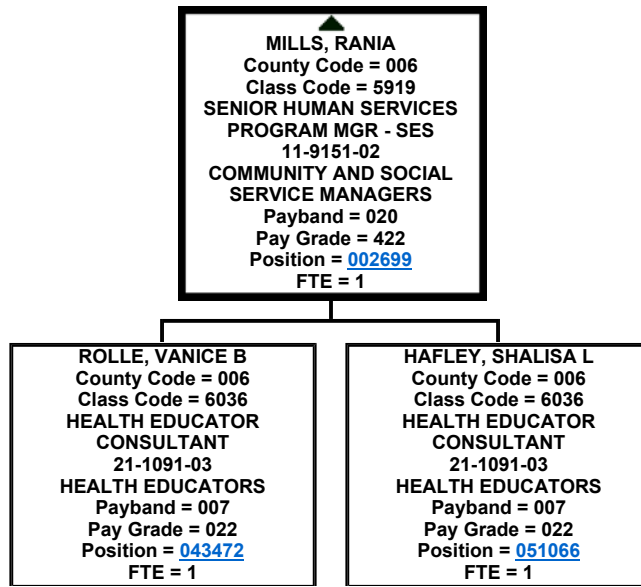 MILLS, RANIA
County Code = 006
Class Code = 5919
SENIOR HUMAN SERVICES
PROGRAM MGR - SES
11-9151-02
COMMUNITY AND SOCIAL
SERVICE MANAGERS
Payband = 020
Pay Grade = 422
Position = 002699
FTE = 1
ROLLE, VANICE B
County Code = 006
Class Code = 6036
HEALTH EDUCATOR
CONSULTANT
21-1091-03
HEALTH EDUCATORS
Payband = 007
Pay Grade = 022
Position = 043472
FTE = 1
HAFLEY, SHALISA L
County Code = 006
Class Code = 6036
HEALTH EDUCATOR
CONSULTANT
21-1091-03
HEALTH EDUCATORS
Payband = 007
Pay Grade = 022
Position = 051066
FTE = 1